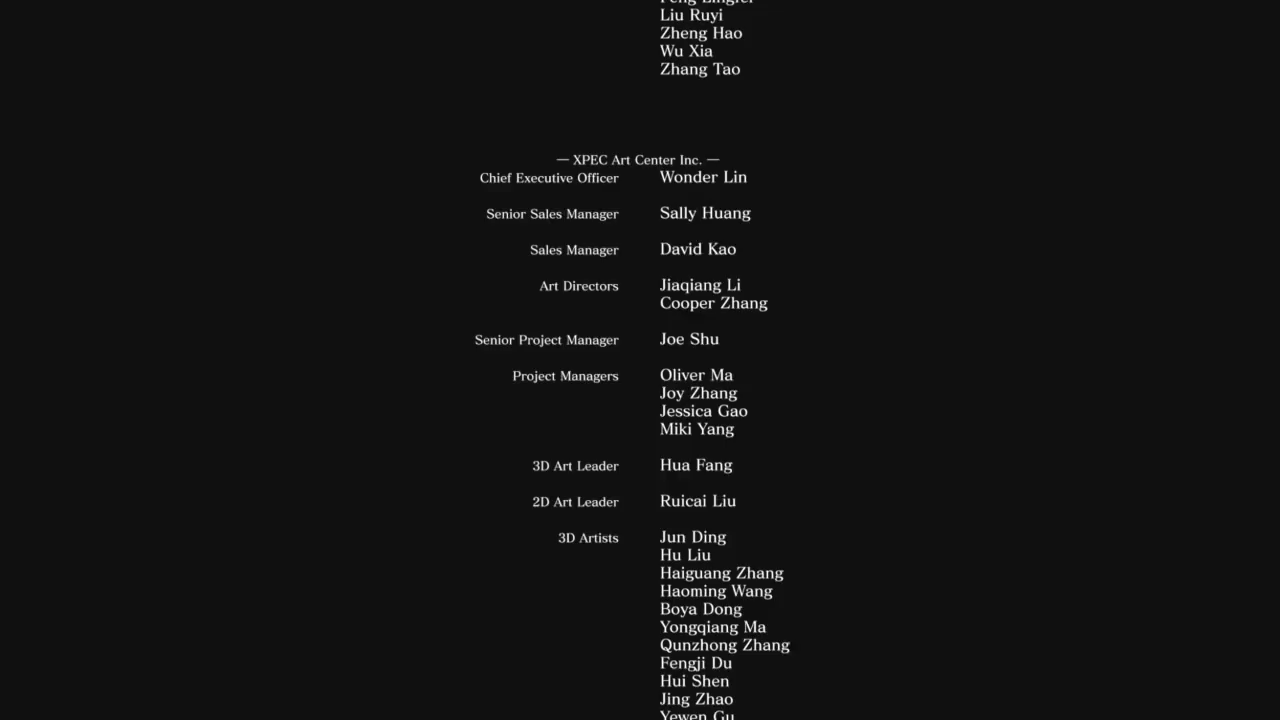 Liu Ruyi
Zheng Hao
Wu Xia
Zhang Tao
— XPEC Art Center Inc. —
Chief Executive Officer Wonder Lin
Senior Sales Manager Sally Huang
Sales Manager David Kao
Art Directors Jiaqiang Li
Cooper Zhang
Senior Project Manager Joe Shu
Project Managers Oliver Ma
Joy Zhang
Jessica Gao
Miki Yang
3D Art Leader Hua Fang
2D Art Leader Ruicai Liu
3D Artists Jun Ding
Hu Liu
Haiguang Zhang
Haoming Wang
Boya Dong
Yongqiang Ma
Qunzhong Zhang
Fengji Du
Hui Shen
Jing Zhao
Yewen Gu